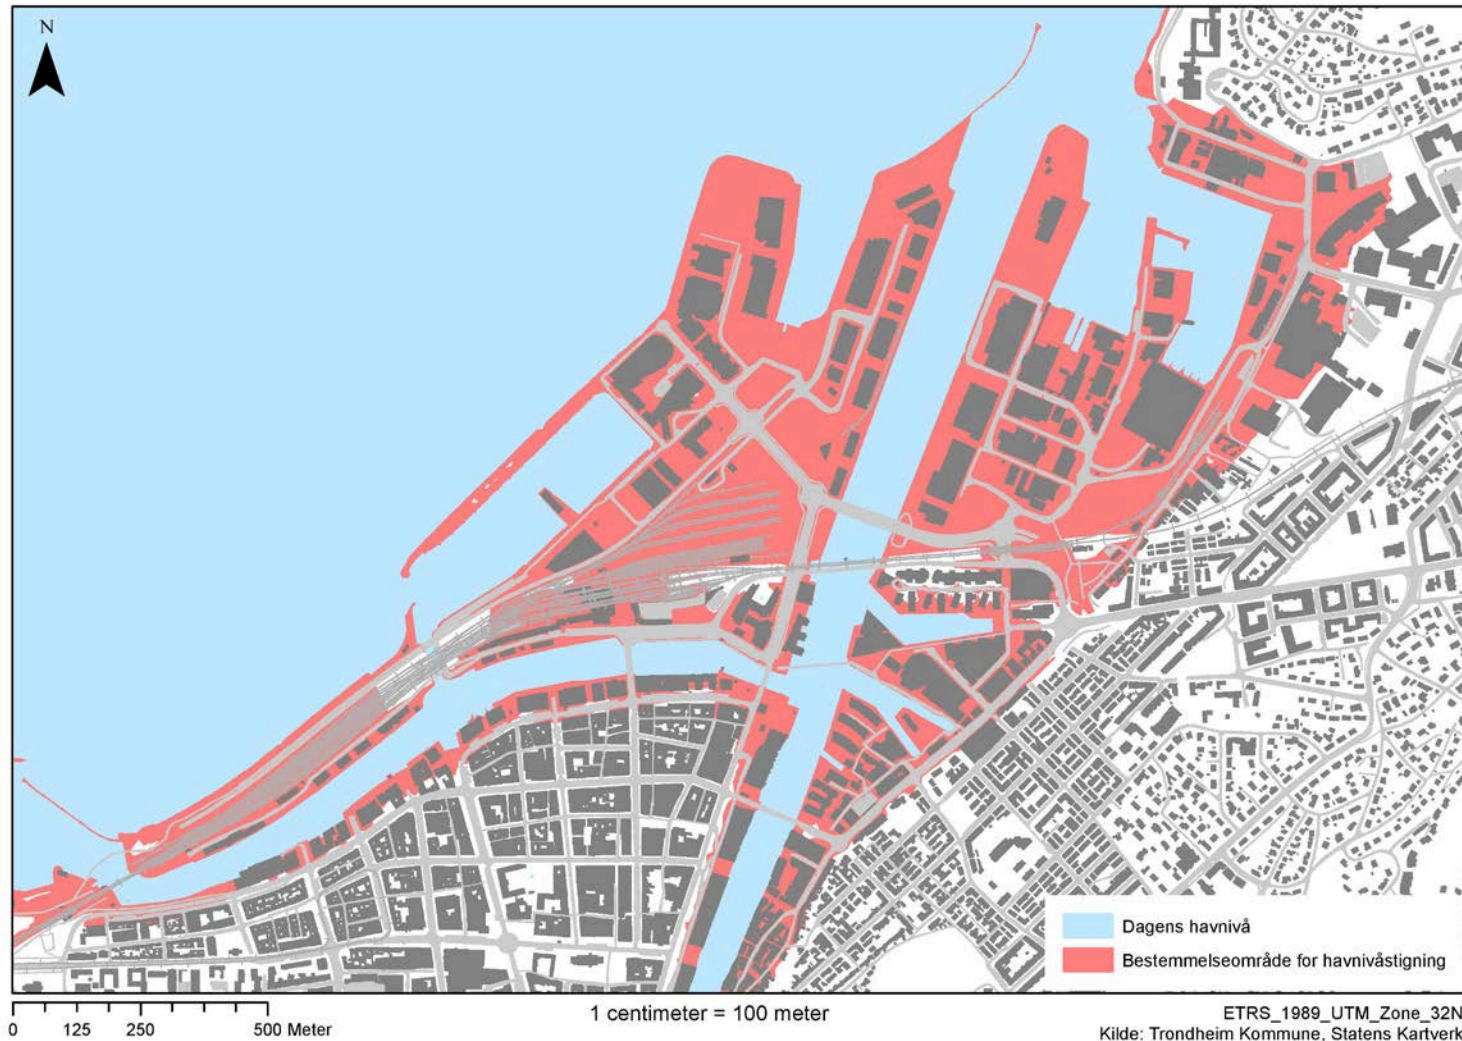 N
Dagens havnivå
Bestemmelseområde for havnivåstigning
0 125 250 500 Meter
1 centimeter = 100 meter
ETRS_1989_UTM_Zone_32N
Kilde: Trondheim Kommune, Statens Kartverk